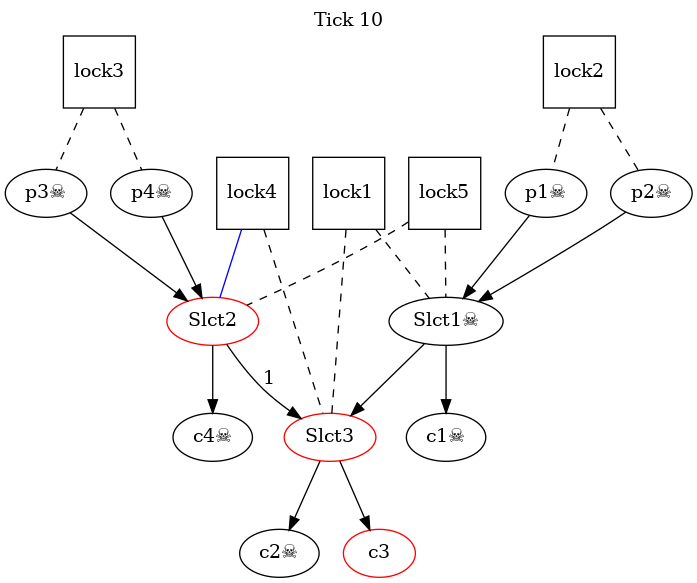 Tick 10
lock3
lock2
p3☠
p4☠
lock4
lock1
lock5
p1☠
p2☠
Slct2
Slct1☠
1
c4☠
Slct3
c1☠
c2☠
c3